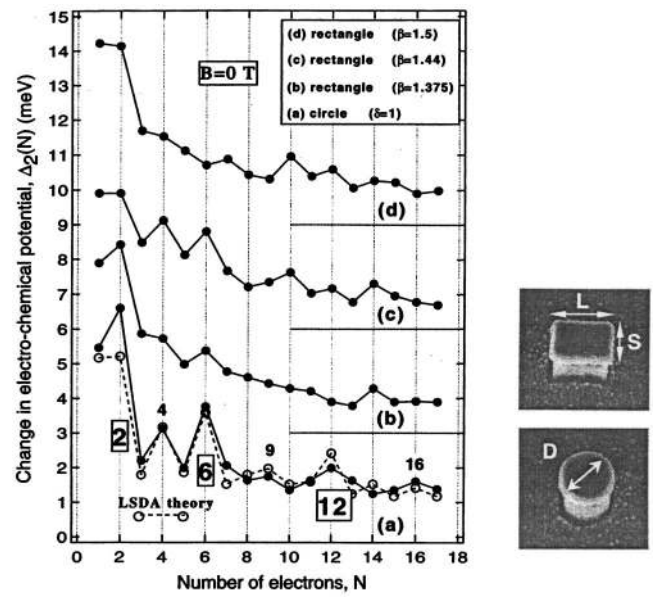 Change in electro-chemical potential, Δ₂(N) (meV)
15
14
13
12
11
10
9
8
7
6
5
4
3
2
1
0
B=0 T
(d) rectangle (β=1.5)
(c) rectangle (β=1.44)
(b) rectangle (β=1.375)
(a) circle (δ=1)
(d)
(c)
(b)
(a)
2
4
6
9
12
16
LSDA theory
0 2 4 6 8 10 12 14 16 18
Number of electrons, N
L
S
D